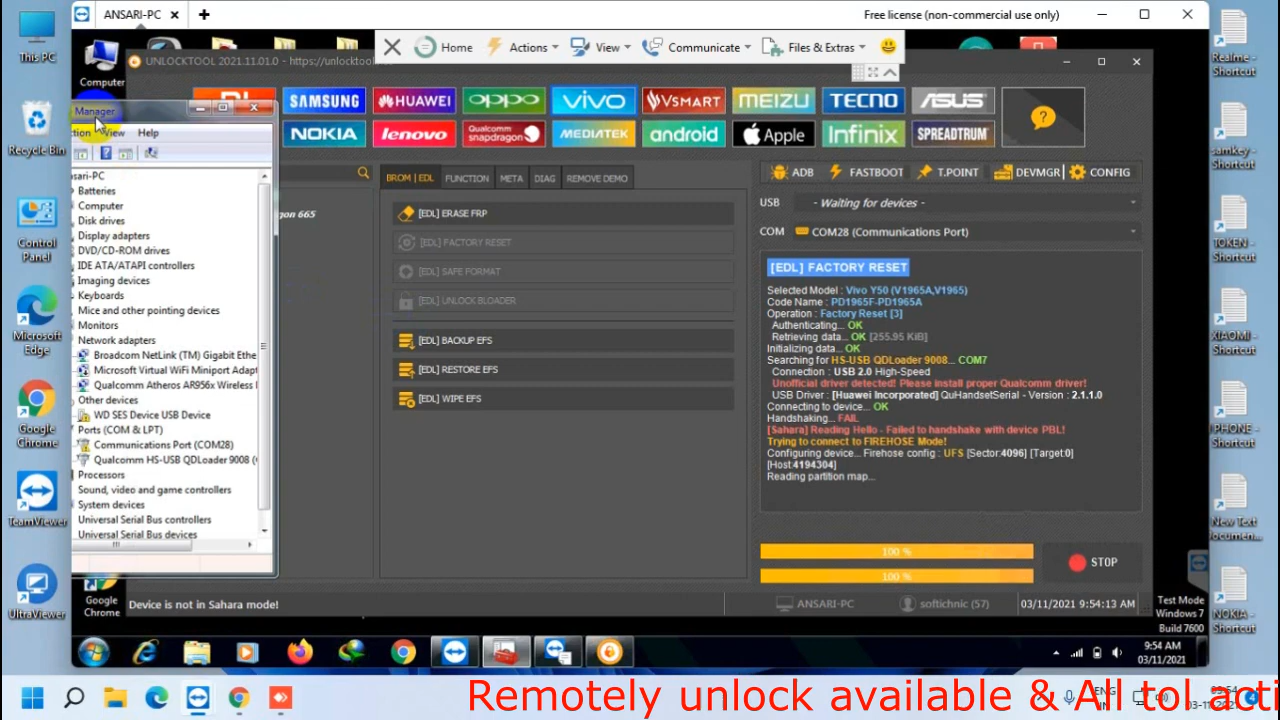 ANSARI-PC
Free license (non-commercial use only)
This PC
Recycle Bin
Control
Panel
Microsoft
Edge
Google
Chrome
TeamViewer
UltraViewer
Computer
UNLOCKTOOL 2021.11.01.0 - https://unlocktool.
Home
View
Communicate
Files & Extras
SAMSUNG
HUAWEI
oppo
vivo
VSMART
MEIZU
TECNO
ASUS
NOKIA
lenovo
Qualcomm
snapdragon
MEDIATEK
android
Apple
Infinix
SPREADTRUM
?
Manager
View
Help
Batteries
Computer
Disk drives
Display adapters
DVD/CD-ROM drives
IDE ATA/ATAPI controllers
Imaging devices
Keyboards
Mice and other pointing devices
Monitors
Network adapters
Broadcom NetLink (TM) Gigabit Ethe
Microsoft Virtual WiFi Miniport Adapt
Qualcomm Atheros AR956x Wireless
Other devices
WD SES Device USB Device
Ports (COM & LPT)
Communications Port (COM28)
Qualcomm HS-USB QDLoader 9008 (
Processors
Sound, video and game controllers
System devices
Universal Serial Bus controllers
Universal Serial Bus devices
gon 665
BROM | EDL
FUNCTION
META
DIAG
REMOVE DEMO
[EDL] ERASE FRP
[EDL] FACTORY RESET
[EDL] SAFE FORMAT
[EDL] UNLOCK BLOADER
[EDL] BACKUP EFS
[EDL] RESTORE EFS
[EDL] WIPE EFS
ADB
FASTBOOT
T.POINT
DEVMGR
CONFIG
USB
- Waiting for devices -
COM
COM28 (Communications Port)
[EDL] FACTORY RESET
Selected Model : Vivo Y50 (V1965A,V1965)
Code Name : PD1965F-PD1965A
Operation : Factory Reset [3]
Authenticating... OK
Retrieving data... OK [255.95 KiB]
Initializing data... OK
Searching for HS-USB QDLoader 9008... COM7
Connection : USB 2.0 High-Speed
Unofficial driver detected! Please install proper Qualcomm driver!
USB Driver : [Huawei Incorporated] QuiHandsetSerial - Version : 2.1.1.0
Connecting to device... OK
Handshaking... FAIL
[Sahara] Reading Hello - Failed to handshake with device PBL!
Trying to connect to FIREHOSE Mode!
Configuring device... Firehose config : UFS [Sector:4096] [Target:0]
[Host:4194304]
Reading partition map...
100 %
100 %
STOP
Google
Chrome
Device is not in Sahara mode!
ANSARI-PC
softichnic (57)
03/11/2021 9:54:13 AM
Test Mode
Windows 7
Build 7600
9:54 AM
03/11/2021
Realme -
Shortcut
samkey -
Shortcut
TOKEN -
Shortcut
XIAOMI -
Shortcut
IPHONE -
Shortcut
New Text
Documen...
NOKIA -
Shortcut
Remotely unlock available & All tol acti